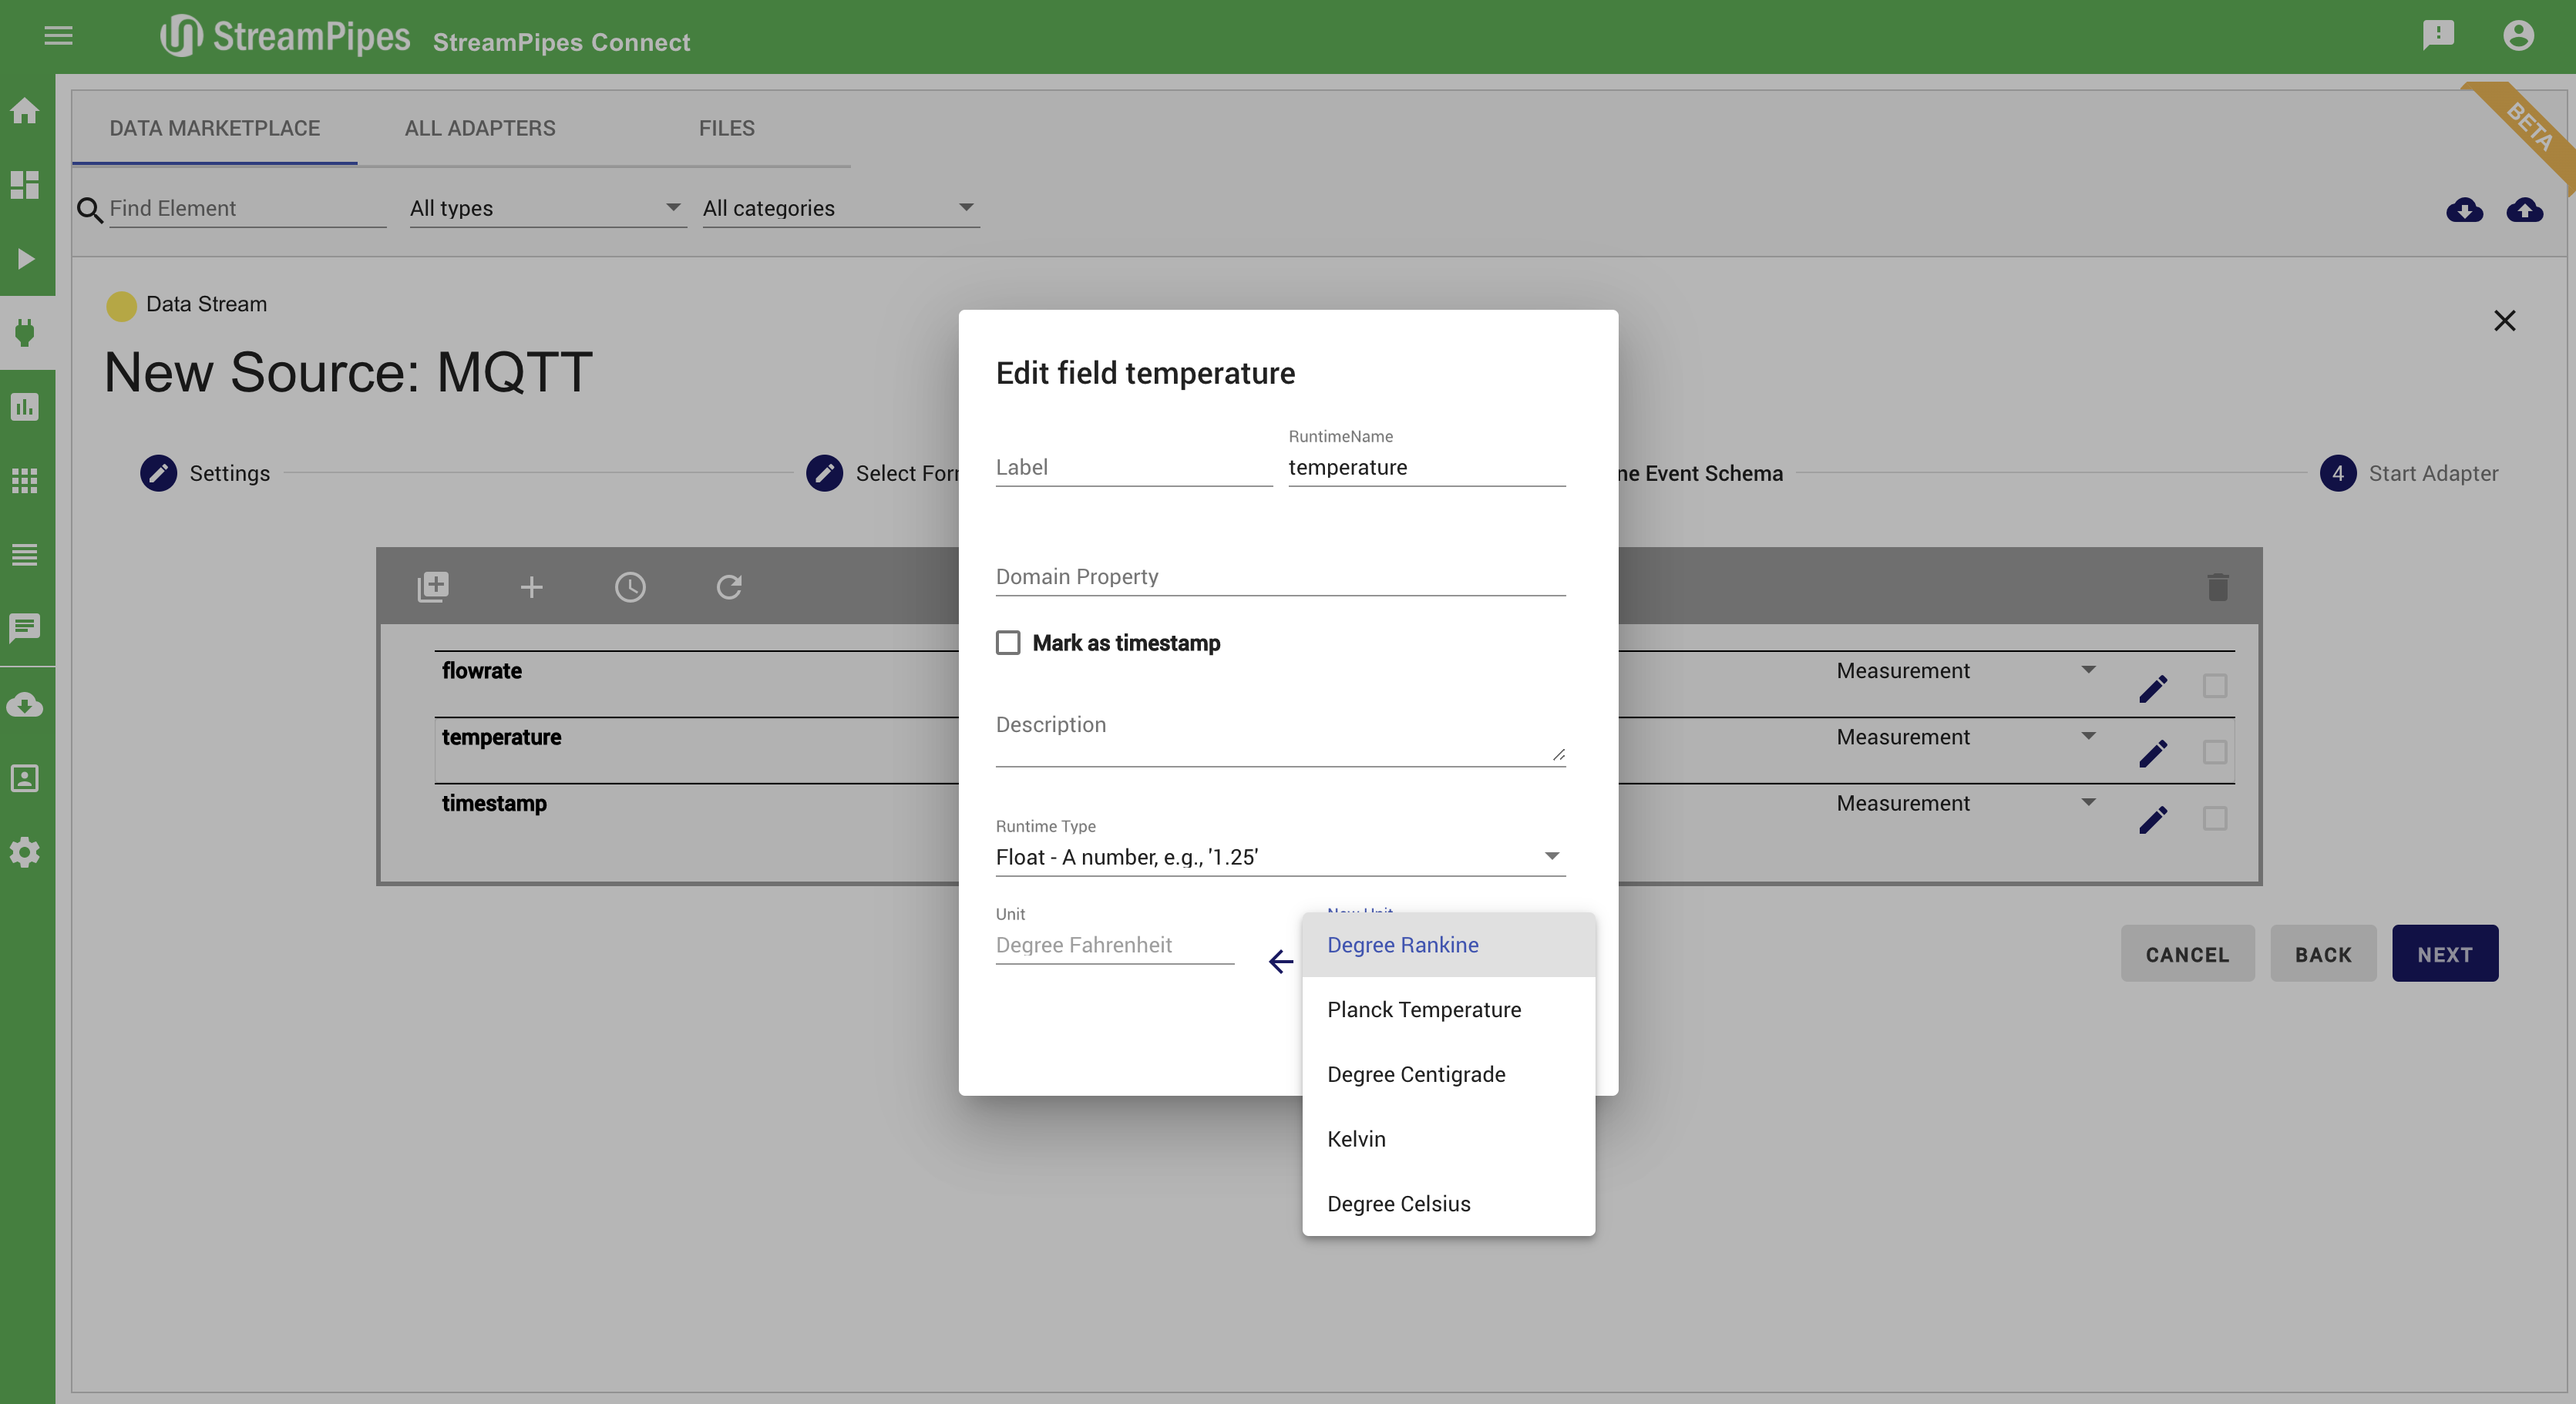 StreamPipes StreamPipes Connect
BETA
DATA MARKETPLACE ALL ADAPTERS FILES
Find Element All types All categories
Data Stream
New Source: MQTT
Settings Select For ne Event Schema 4 Start Adapter
Edit field temperature
RuntimeName
Label temperature
Domain Property
Mark as timestamp
Description
Runtime Type
Float - A number, e.g., '1.25'
Unit New Unit
Degree Fahrenheit
Degree Rankine
Planck Temperature
Degree Centigrade
Kelvin
Degree Celsius
flowrate Measurement
temperature Measurement
timestamp Measurement
CANCEL BACK NEXT